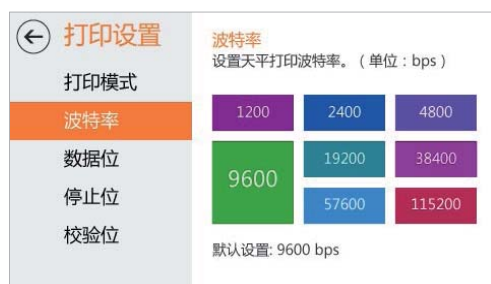 打印设置
打印模式
波特率
数据位
停止位
校验位
波特率
设置天平打印波特率。（单位：bps）
1200 2400 4800
9600 19200 38400
57600 115200
默认设置: 9600 bps